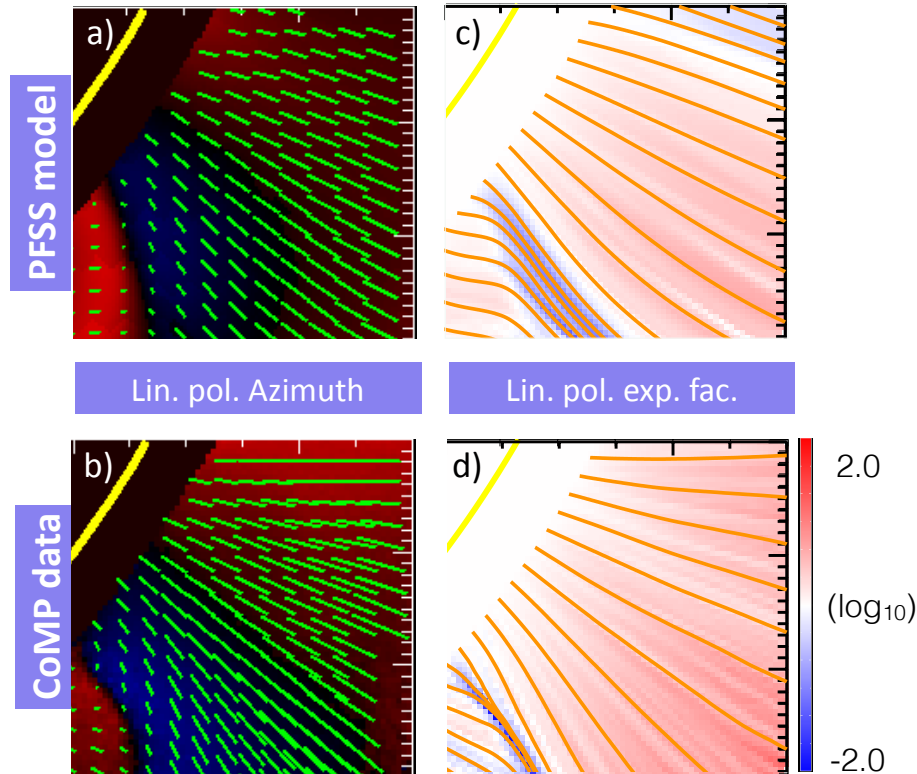 a)
c)
PFSS model
Lin. pol. Azimuth
Lin. pol. exp. fac.
b)
d)
CoMP data
2.0
(log₁₀)
-2.0